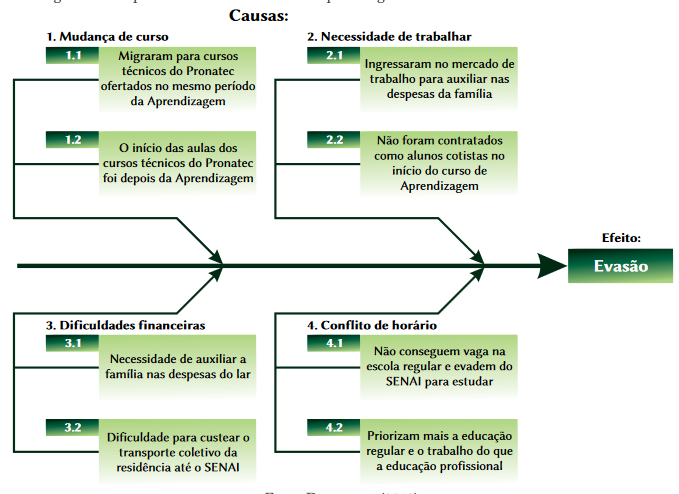 Causas:
1. Mudança de curso
1.1
Migraram para cursos
técnicos do Pronatec
ofertados no mesmo período
da Aprendizagem
1.2
O início das aulas dos
cursos técnicos do Pronatec
foi depois da Aprendizagem
2. Necessidade de trabalhar
2.1
Ingressaram no mercado de
trabalho para auxiliar nas
despesas da família
2.2
Não foram contratados
como alunos cotistas no
início do curso de
Aprendizagem
Efeito:
Evasão
3. Dificuldades financeiras
3.1
Necessidade de auxiliar a
família nas despesas do lar
3.2
Dificuldade para custear o
transporte coletivo da
residência até o SENAI
4. Conflito de horário
4.1
Não conseguem vaga na
escola regular e evadem do
SENAI para estudar
4.2
Priorizam mais a educação
regular e o trabalho do que
a educação profissional